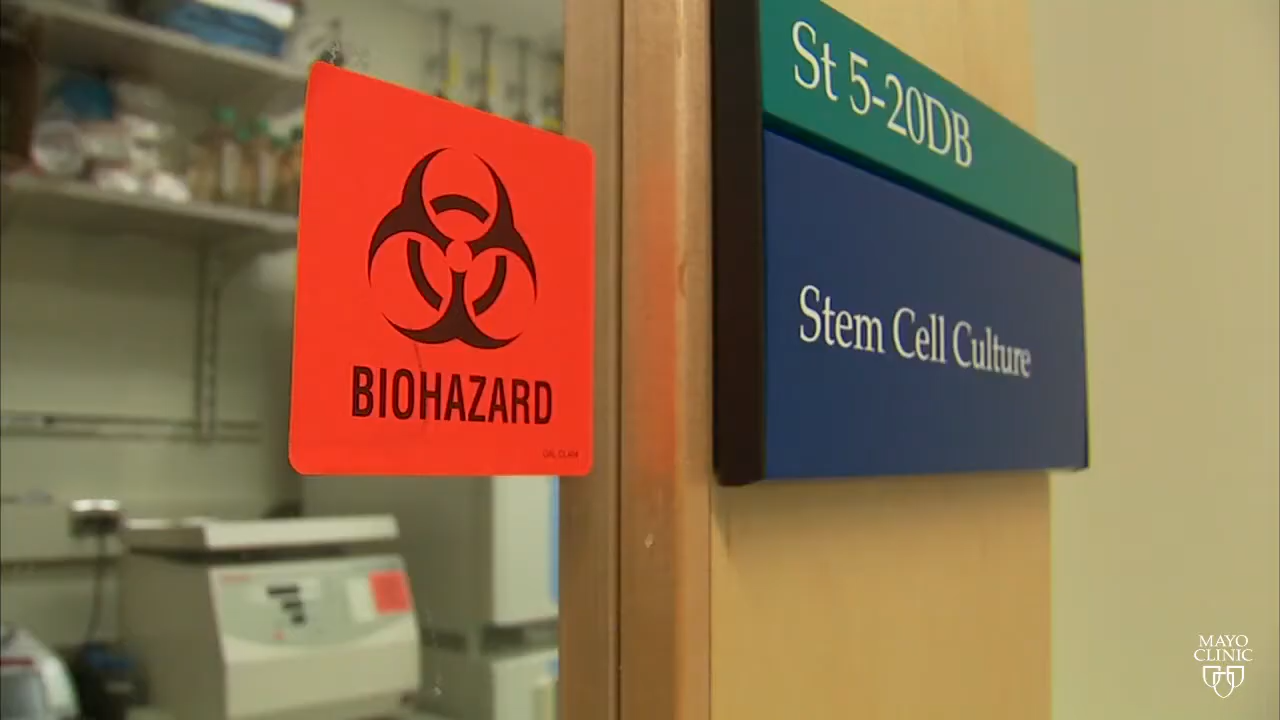 St 5-20DB
BIOHAZARD
Stem Cell Culture
MAYO
CLINIC